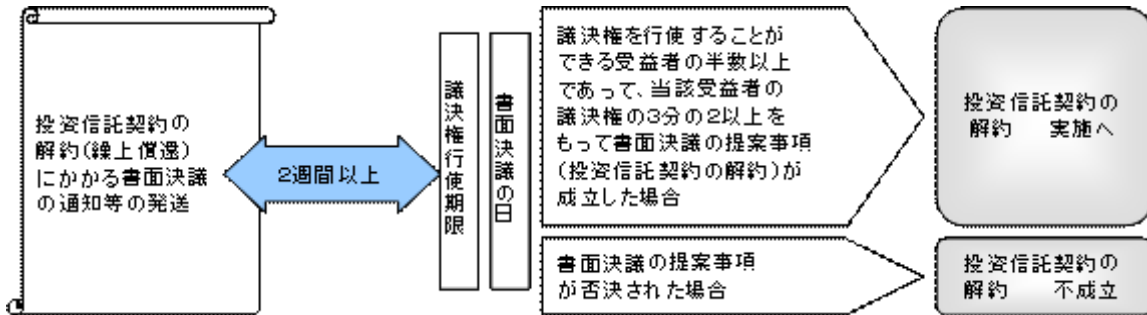 投資信託契約の
解約(繰上償還)
にかかる書面決議
の通知等の発送
2週間以上
議決権行使期限
書面決議の日
議決権を行使することが
できる受益者の半数以上
であって、当該受益者の
議決権の3分の2以上を
もって書面決議の提案事項
(投資信託契約の解約)が
成立した場合
投資信託契約の
解約 実施へ
書面決議の提案事項
が否決された場合
投資信託契約の
解約 不成立